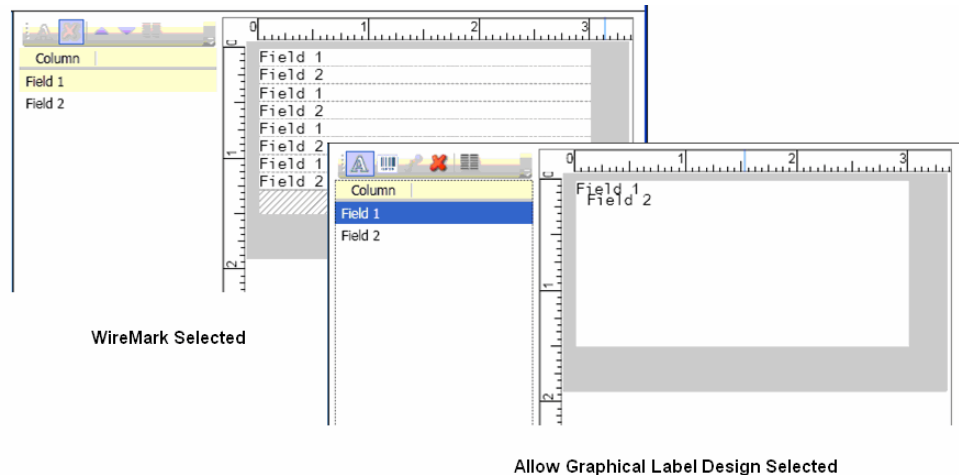 0 1 2 3
Column
Field 1
Field 2
Field 1
Field 2
Field 1
Field 2
Field 1
Field 2
Field 1
Field 2
1
2
WireMark Selected
A
0 1 2 3
Column
Field 1
Field 2
Field 1
Field 2
1
2
Allow Graphical Label Design Selected